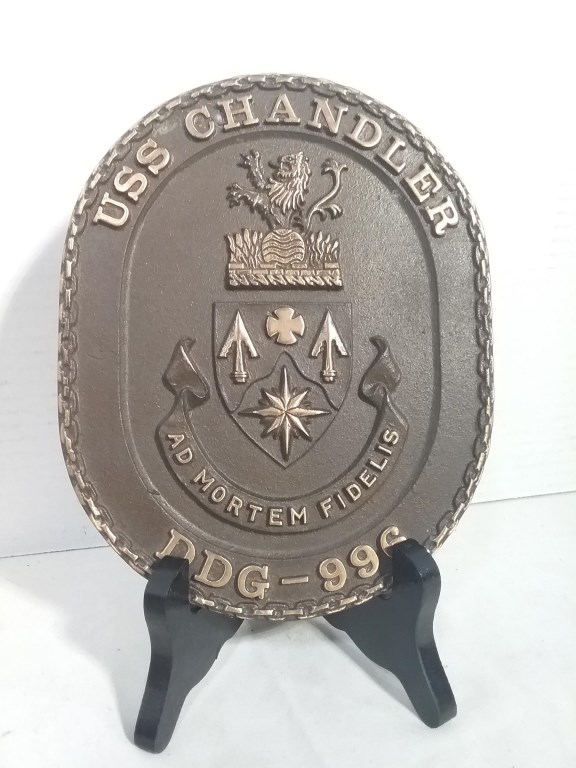 USS CHANDLER
AD MORTEM FIDELIS
DDG-996